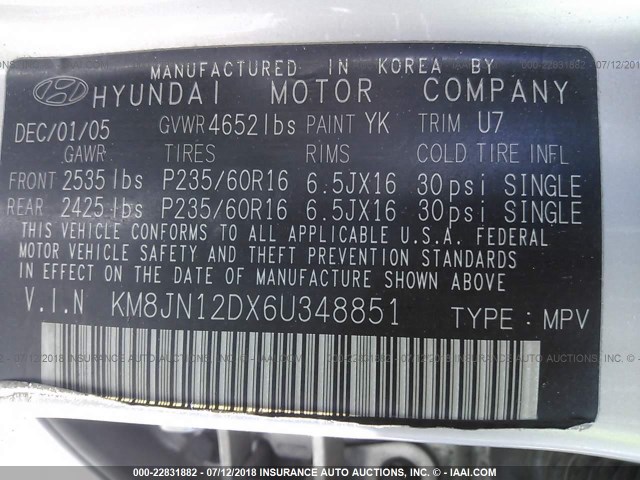 MANUFACTURED IN KOREA BY
HYUNDAI MOTOR COMPANY
DEC/01/05 GVWR 4652lbs PAINT YK TRIM U7
GAWR TIRES RIMS COLD TIRE INFL
FRONT 2535lbs P235/60R16 6.5JX16 30psi SINGLE
REAR 2425lbs P235/60R16 6.5JX16 30psi SINGLE
THIS VEHICLE CONFORMS TO ALL APPLICABLE U.S.A. FEDERAL
MOTOR VEHICLE SAFETY AND THEFT PREVENTION STANDARDS
IN EFFECT ON THE DATE OF MANUFACTURE SHOWN ABOVE
V.I.N KM8JN12DX6U348851 TYPE : MPV
000-22831882 - 07/12/2018 INSURANCE AUTO AUCTIONS, INC. - © - IAAI.COM